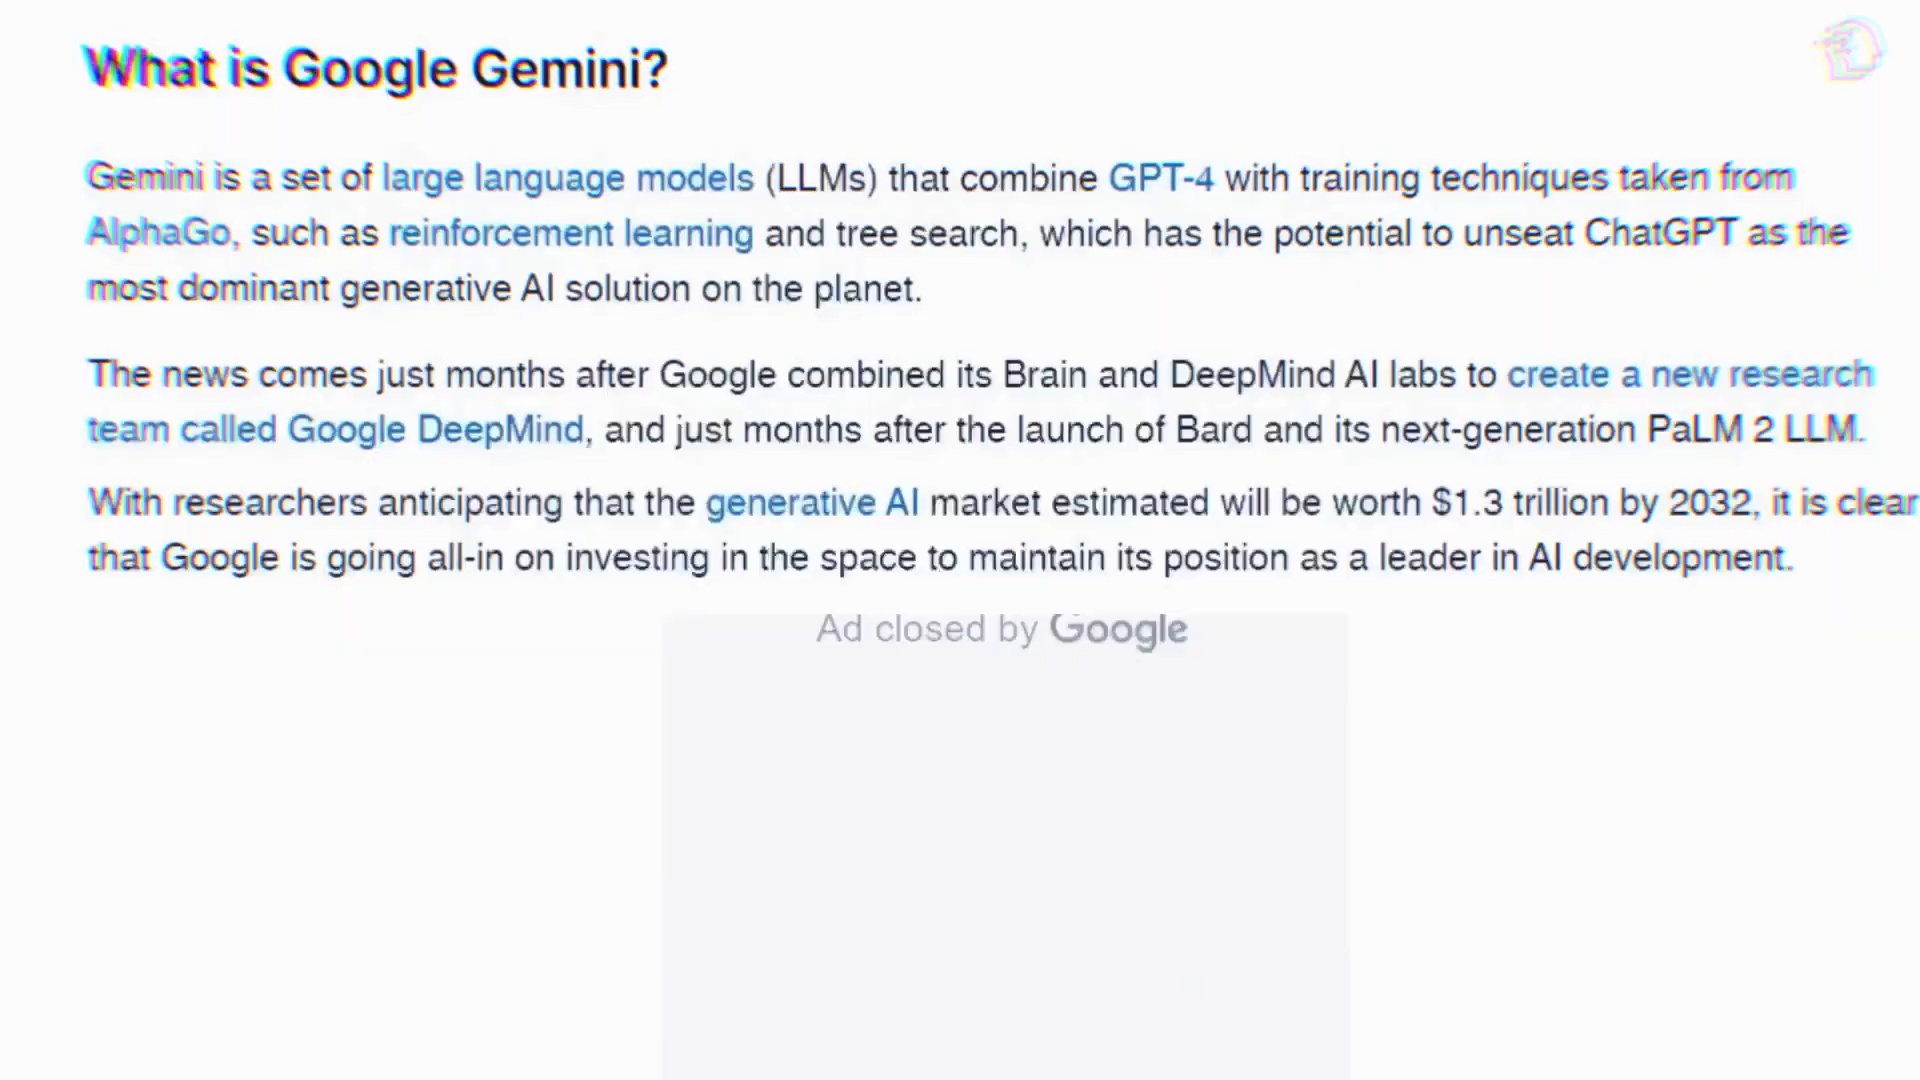 What is Google Gemini?
Gemini is a set of large language models (LLMs) that combine GPT-4 with training techniques taken from
AlphaGo, such as reinforcement learning and tree search, which has the potential to unseat ChatGPT as the
most dominant generative AI solution on the planet.
The news comes just months after Google combined its Brain and DeepMind AI labs to create a new research
team called Google DeepMind, and just months after the launch of Bard and its next-generation PaLM 2 LLM.
With researchers anticipating that the generative AI market estimated will be worth $1.3 trillion by 2032, it is clear
that Google is going all-in on investing in the space to maintain its position as a leader in AI development.
Ad closed by Google